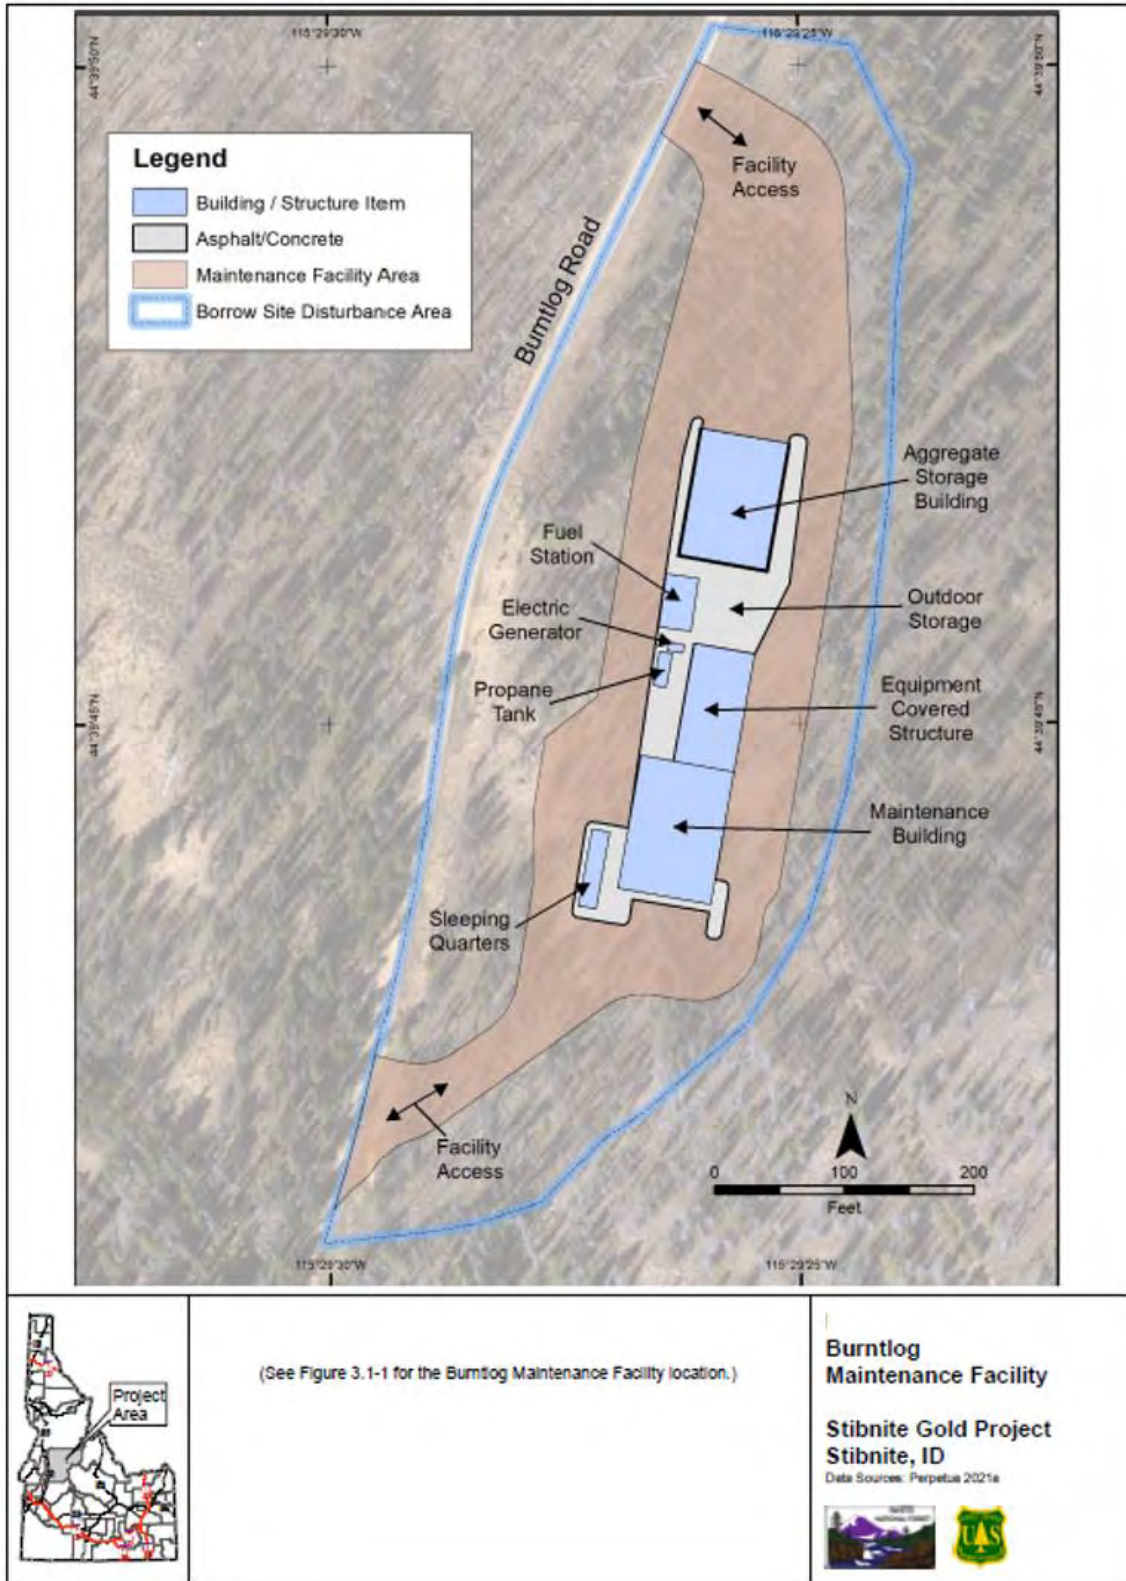 115°29'30"W
115°29'25"W
44°39'50"N
44°39'50"N
Legend
Building / Structure Item
Asphalt/Concrete
Maintenance Facility Area
Borrow Site Disturbance Area
Facility
Access
Burntlog Road
Aggregate
Storage
Building
Fuel
Station
Electric
Generator
Outdoor
Storage
Propane
Tank
Equipment
Covered
Structure
44°39'45"N
44°39'45"N
Maintenance
Building
Sleeping
Quarters
Facility
Access
N
0 100 200
Feet
115°29'30"W
115°29'25"W
Project
Area
(See Figure 3.1-1 for the Burntlog Maintenance Facility location.)
Burntlog
Maintenance Facility
Stibnite Gold Project
Stibnite, ID
Data Sources: Perpetua 2021a
NATIONAL FOREST
UAS